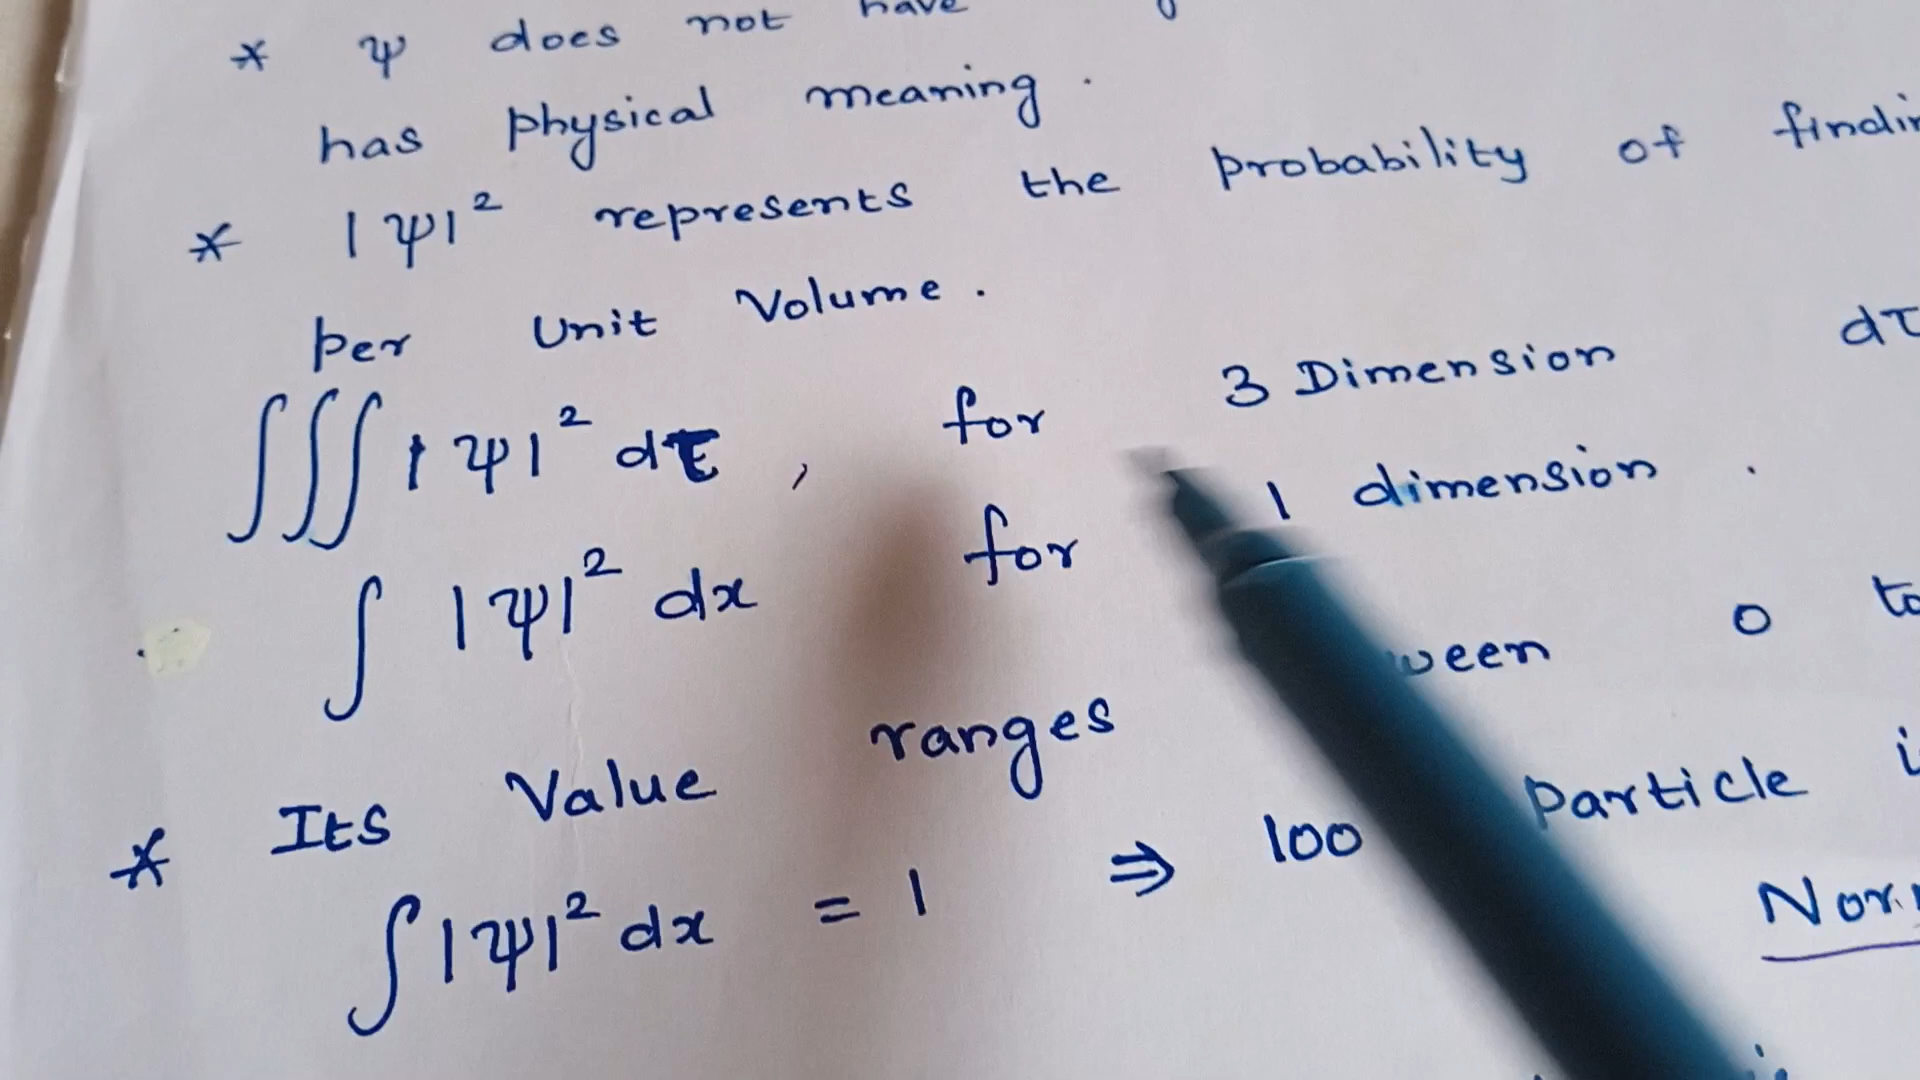 * ψ does not have
has physical meaning.
* |ψ|² represents the probability of
per Unit Volume.
∭ |ψ|² dτ, for 3 Dimension dτ
∫ |ψ|² dx for 1 dimension.
* Its Value ranges 0 to
∫ |ψ|² dx = 1 ⇒ 100 Particle